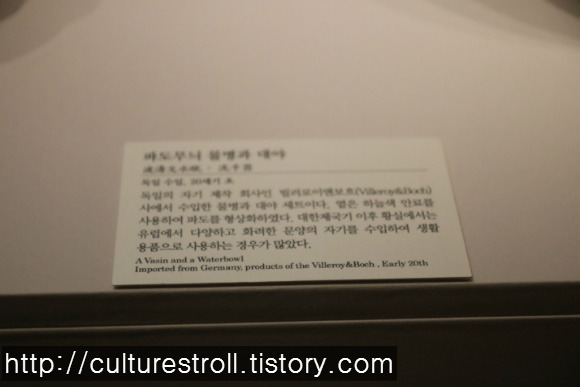 파도무늬 물병과 대야
독일 수입, 20세기 초
독일의 자기 제작 회사인 빌러로이앤보흐(Villeroy&Boch)
사에서 수입한 물병과 대야 세트이다. 옅은 하늘색 안료를
사용하여 파도를 형상화하였다. 대한제국기 이후 황실에서는
유럽에서 다양하고 화려한 문양의 자기를 수입하여 생활
용품으로 사용하는 경우가 많았다.
A Vasin and a Waterbowl
Imported from Germany, products of the Villeroy&Boch , Early 20th
http://culturestroll.tistory.com